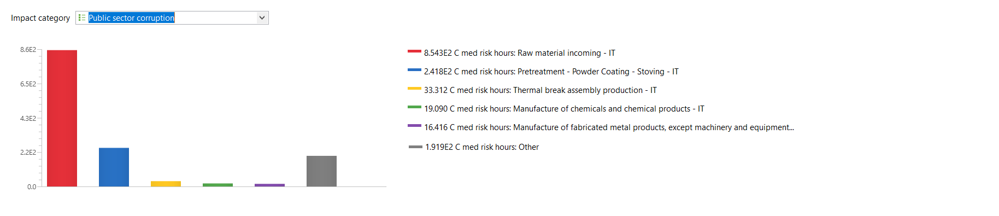 Impact category Public sector corruption
8.6E2
6.5E2
4.3E2
2.2E2
0.0
8.543E2 C med risk hours: Raw material incoming - IT
2.418E2 C med risk hours: Pretreatment - Powder Coating - Stoving - IT
33.312 C med risk hours: Thermal break assembly production - IT
19.090 C med risk hours: Manufacture of chemicals and chemical products - IT
16.416 C med risk hours: Manufacture of fabricated metal products, except machinery and equipment...
1.919E2 C med risk hours: Other